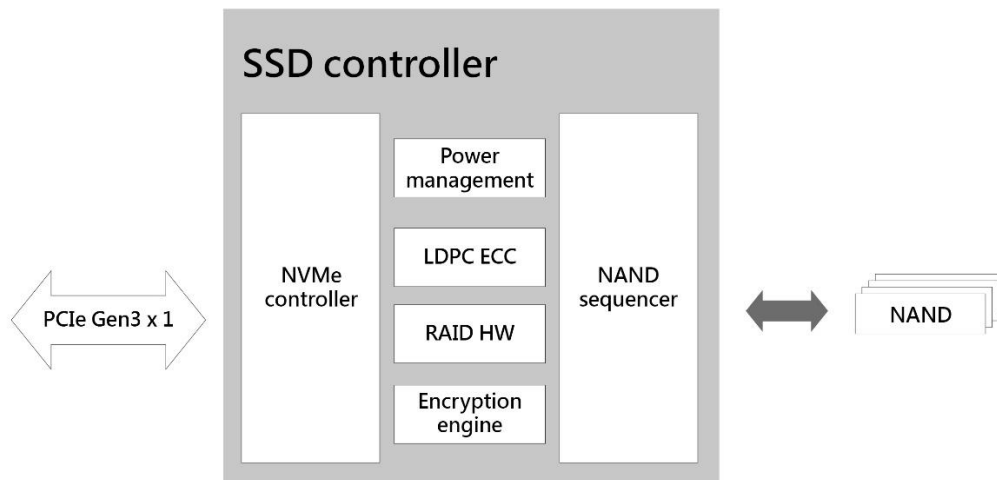 SSD controller
PCIe Gen3 x 1
NVMe
controller
Power
management
LDPC ECC
RAID HW
Encryption
engine
NAND
sequencer
NAND